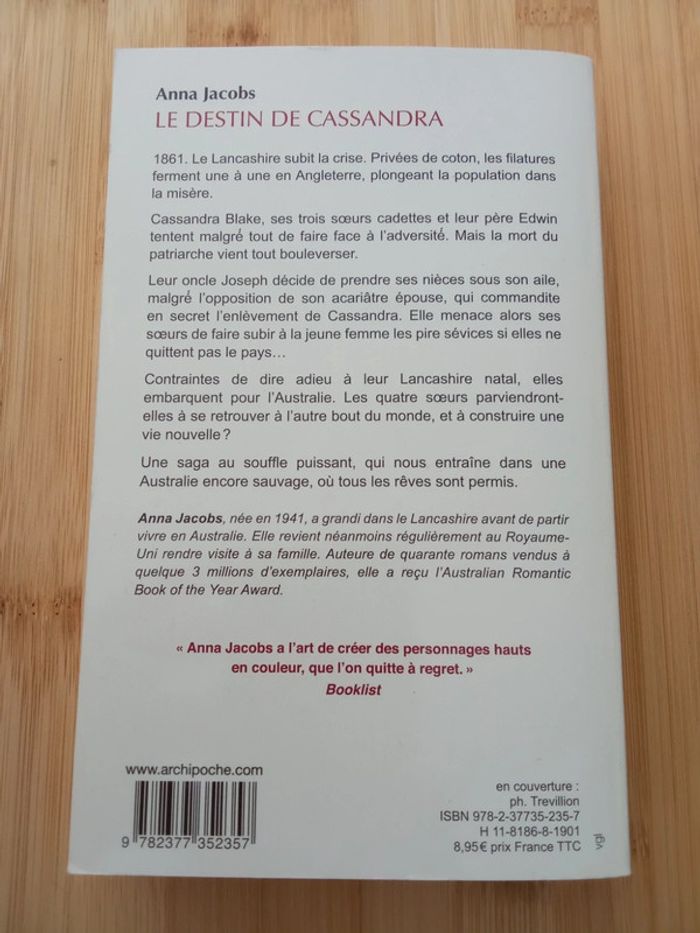 Anna Jacobs
LE DESTIN DE CASSANDRA
1861. Le Lancashire subit la crise. Privées de coton, les filatures
ferment une à une en Angleterre, plongeant la population dans
la misère.
Cassandra Blake, ses trois sœurs cadettes et leur père Edwin
tentent malgré tout de faire face à l'adversité. Mais la mort du
patriarche vient tout bouleverser.
Leur oncle Joseph décide de prendre ses nièces sous son aile,
malgré l'opposition de son acariâtre épouse, qui commandite
en secret l'enlèvement de Cassandra. Elle menace alors ses
sœurs de faire subir à la jeune femme les pire sévices si elles ne
quittent pas le pays…
Contraintes de dire adieu à leur Lancashire natal, elles
embarquent pour l'Australie. Les quatre sœurs parviendront-
elles à se retrouver à l'autre bout du monde, et à construire une
vie nouvelle ?
Une saga au souffle puissant, qui nous entraîne dans une
Australie encore sauvage, où tous les rêves sont permis.
Anna Jacobs, née en 1941, a grandi dans le Lancashire avant de partir
vivre en Australie. Elle revient néanmoins régulièrement au Royaume-
Uni rendre visite à sa famille. Auteure de quarante romans vendus à
quelque 3 millions d'exemplaires, elle a reçu l'Australian Romantic
Book of the Year Award.
« Anna Jacobs a l'art de créer des personnages hauts
en couleur, que l'on quitte à regret. »
Booklist
www.archipoche.com
9 782377 352357
en couverture :
ph. Trevillion
ISBN 978-2-37735-235-7
H 11-8186-8-1901
8,95 € prix France TTC